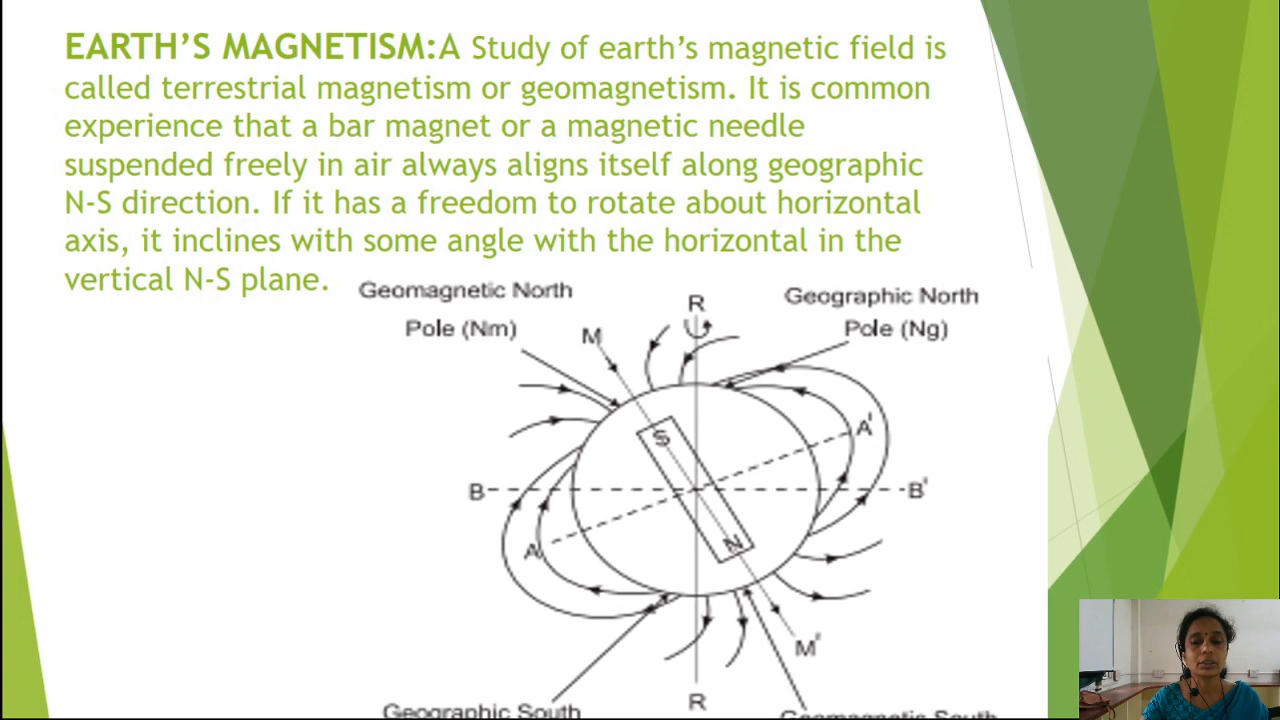 EARTH’S MAGNETISM:A Study of earth’s magnetic field is
called terrestrial magnetism or geomagnetism. It is common
experience that a bar magnet or a magnetic needle
suspended freely in air always aligns itself along geographic
N-S direction. If it has a freedom to rotate about horizontal
axis, it inclines with some angle with the horizontal in the
vertical N-S plane.
Geomagnetic North
Pole (Nm)
M
R
Geographic North
Pole (Ng)
S
A'
B
B'
A
N
M'
R
Geographic South
Geomagnetic South